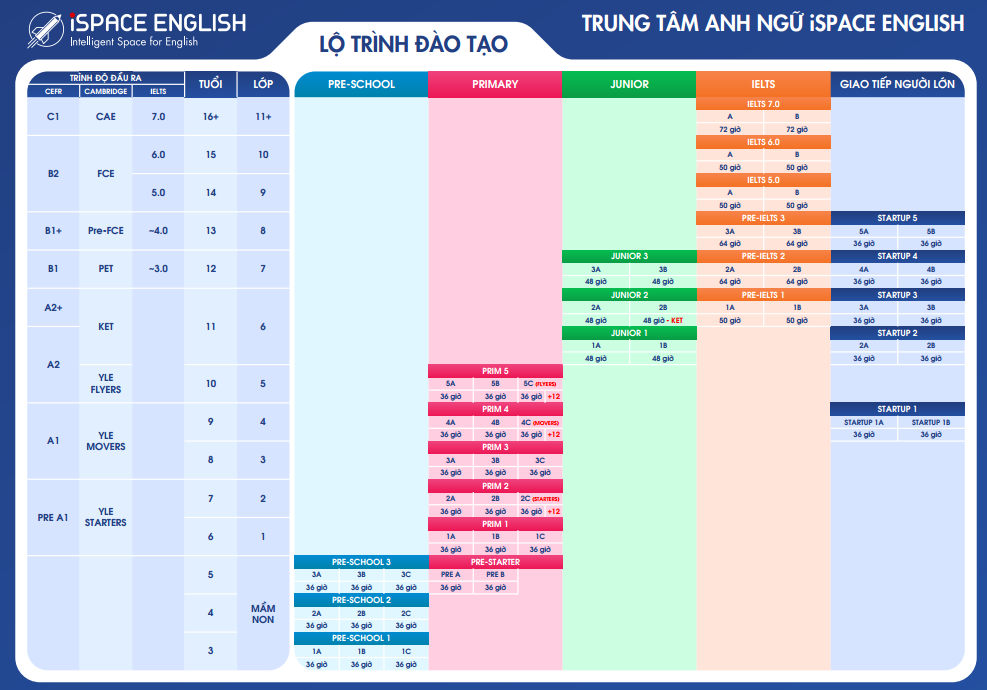 iSPACE ENGLISH
Intelligent Space for English
LỘ TRÌNH ĐÀO TẠO
TRUNG TÂM ANH NGỮ iSPACE ENGLISH
TRÌNH ĐỘ ĐẦU RA
CEFR CAMBRIDGE IELTS
TUỔI LỚP PRE-SCHOOL PRIMARY JUNIOR IELTS GIAO TIẾP NGƯỜI LỚN
IELTS 7.0
C1 CAE 7.0 16+ 11+ A B
72 giờ 72 giờ
IELTS 6.0
6.0 15 10 A B
50 giờ 50 giờ
B2 FCE
IELTS 5.0
5.0 14 9 A B
50 giờ 50 giờ
PRE-IELTS 3 STARTUP 5
B1+ Pre-FCE ~4.0 13 8 3A 3B 5A 5B
64 giờ 64 giờ 36 giờ 36 giờ
JUNIOR 3 PRE-IELTS 2 STARTUP 4
B1 PET ~3.0 12 7 3A 3B 2A 2B 4A 4B
48 giờ 48 giờ 64 giờ 64 giờ 36 giờ 36 giờ
JUNIOR 2 PRE-IELTS 1 STARTUP 3
A2+ 2A 2B 1A 1B 3A 3B
48 giờ 48 giờ - KET 50 giờ 50 giờ 36 giờ 36 giờ
KET 11 6
JUNIOR 1 STARTUP 2
1A 1B 2A 2B
48 giờ 48 giờ 36 giờ 36 giờ
A2
PRIM 5
YLE FLYERS 10 5 5A 5B 5C (FLYERS)
36 giờ 36 giờ 36 giờ +12
PRIM 4 STARTUP 1
9 4 4A 4B 4C (MOVERS) STARTUP 1A STARTUP 1B
36 giờ 36 giờ 36 giờ +12 36 giờ 36 giờ
A1 YLE MOVERS
PRIM 3
8 3 3A 3B 3C
36 giờ 36 giờ 36 giờ
PRIM 2
7 2 2A 2B 2C (STARTERS)
36 giờ 36 giờ 36 giờ +12
PRE A1 YLE STARTERS
PRIM 1
6 1 1A 1B 1C
36 giờ 36 giờ 36 giờ
PRE-SCHOOL 3 PRE-STARTER
5 3A 3B 3C PRE A PRE B
36 giờ 36 giờ 36 giờ 36 giờ 36 giờ
PRE-SCHOOL 2
4 MẦM NON 2A 2B 2C
36 giờ 36 giờ 36 giờ
PRE-SCHOOL 1
3 1A 1B 1C
36 giờ 36 giờ 36 giờ